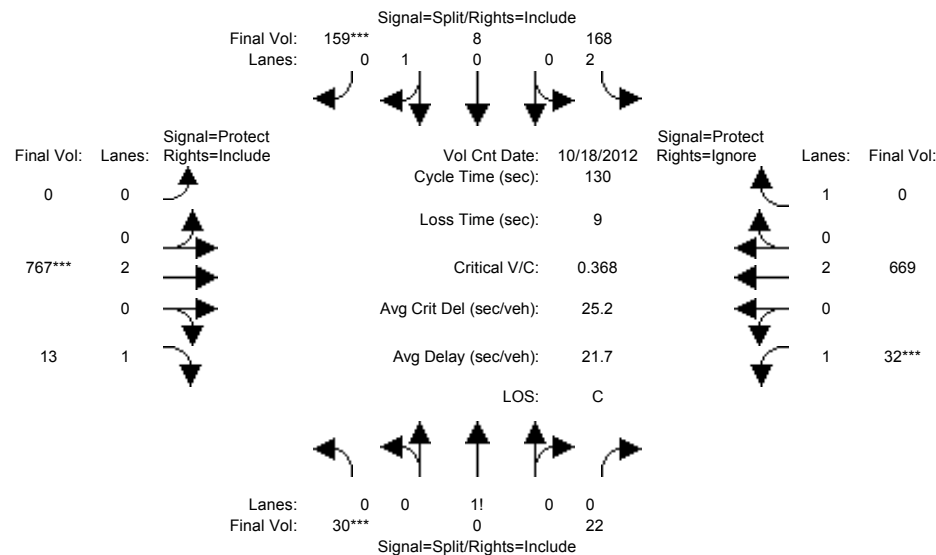 Signal=Split/Rights=Include
Final Vol: 159*** 8 168
Lanes: 0 1 0 0 2
Signal=Protect Signal=Protect
Final Vol: Lanes: Rights=Include Vol Cnt Date: 10/18/2012 Rights=Ignore Lanes: Final Vol:
Cycle Time (sec): 130
0 0 1 0
Loss Time (sec): 9
0 0
767*** 2 Critical V/C: 0.368 2 669
0 Avg Crit Del (sec/veh): 25.2 0
13 1 Avg Delay (sec/veh): 21.7 1 32***
LOS: C
Lanes: 0 0 1! 0 0
Final Vol: 30*** 0 22
Signal=Split/Rights=Include